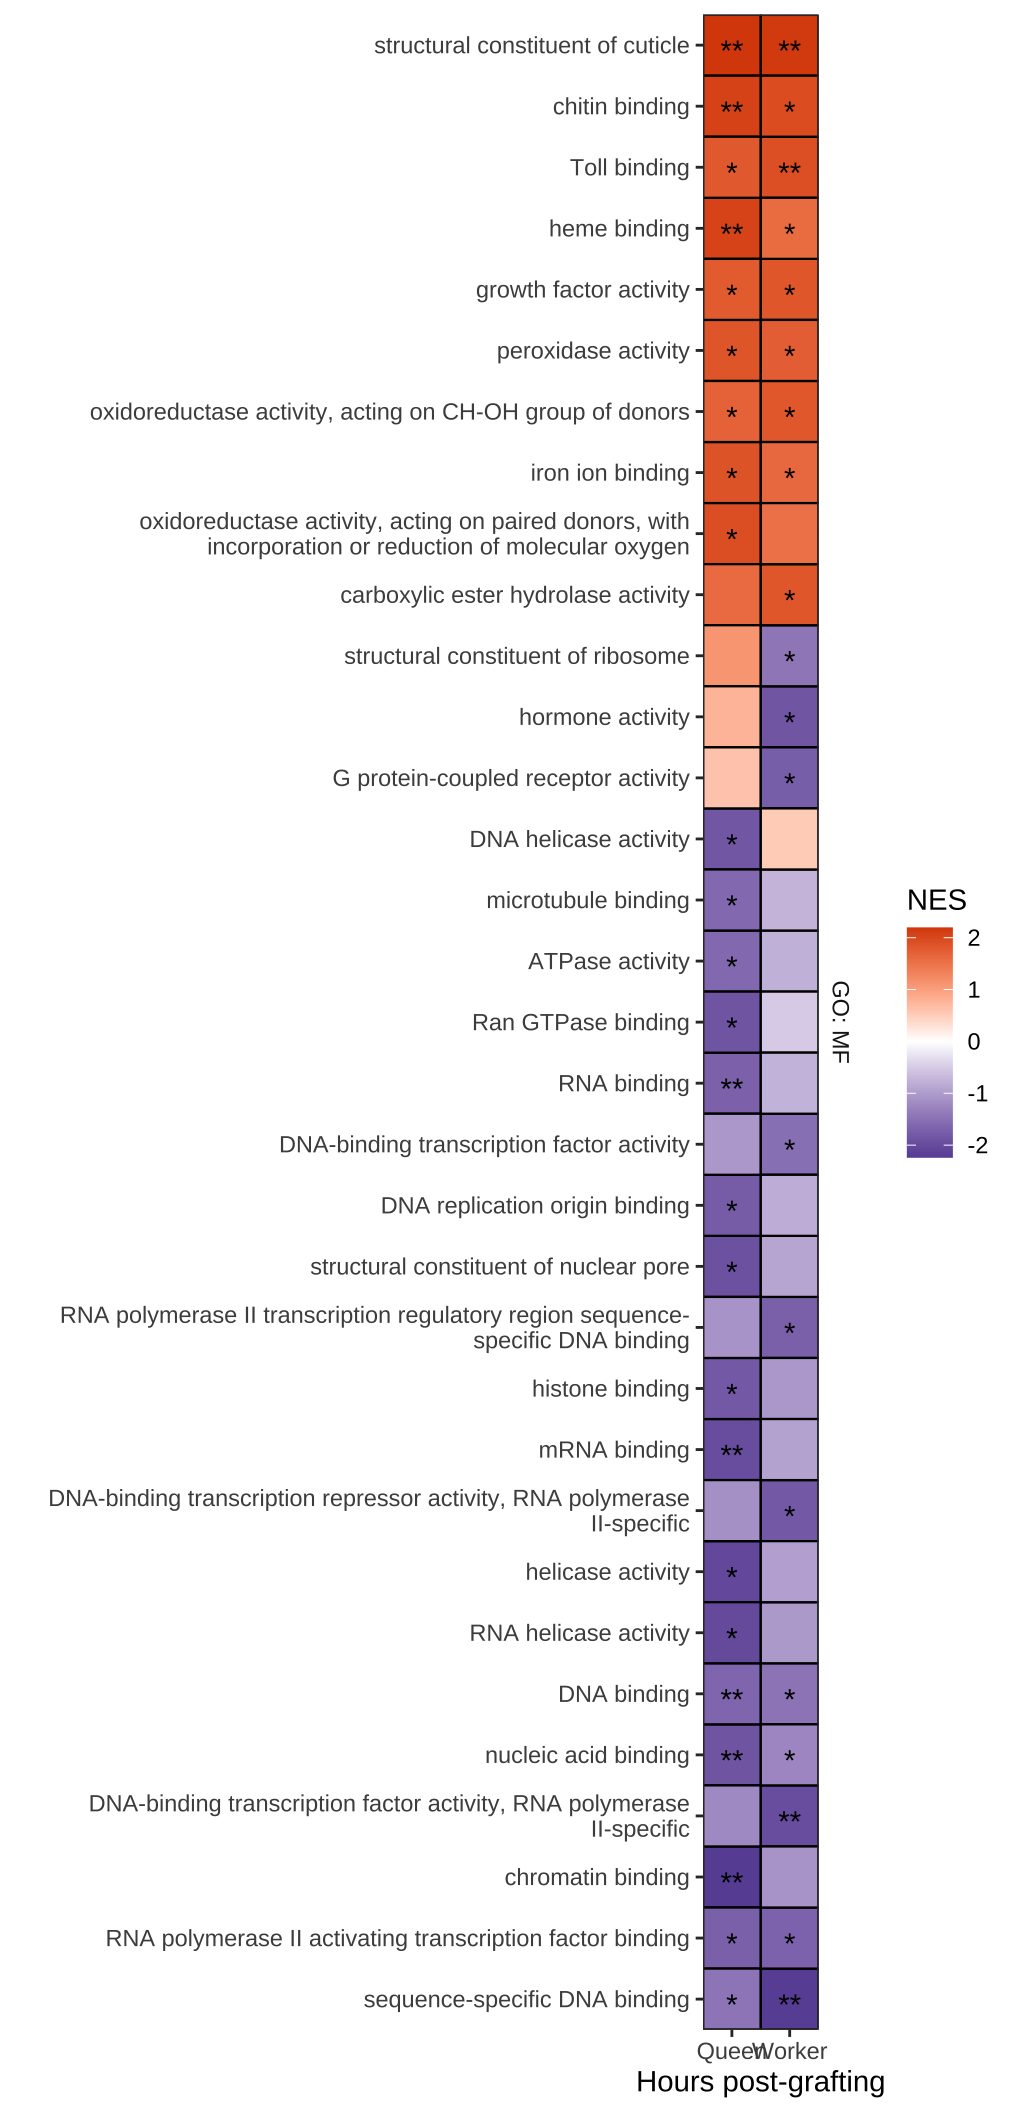 structural constituent of cuticle ** **
chitin binding ** *
Toll binding * **
heme binding ** *
growth factor activity * *
peroxidase activity * *
oxidoreductase activity, acting on CH-OH group of donors * *
iron ion binding * *
oxidoreductase activity, acting on paired donors, with
incorporation or reduction of molecular oxygen *
carboxylic ester hydrolase activity *
structural constituent of ribosome *
hormone activity *
G protein-coupled receptor activity *
DNA helicase activity *
microtubule binding *
ATPase activity *
Ran GTPase binding *
RNA binding **
DNA-binding transcription factor activity *
DNA replication origin binding *
structural constituent of nuclear pore *
RNA polymerase II transcription regulatory region sequence-
specific DNA binding *
histone binding *
mRNA binding **
DNA-binding transcription repressor activity, RNA polymerase
II-specific *
helicase activity *
RNA helicase activity *
DNA binding ** *
nucleic acid binding ** *
DNA-binding transcription factor activity, RNA polymerase
II-specific **
chromatin binding **
RNA polymerase II activating transcription factor binding * *
sequence-specific DNA binding * **
Queen Worker
Hours post-grafting
GO: MF
NES
2
1
0
-1
-2